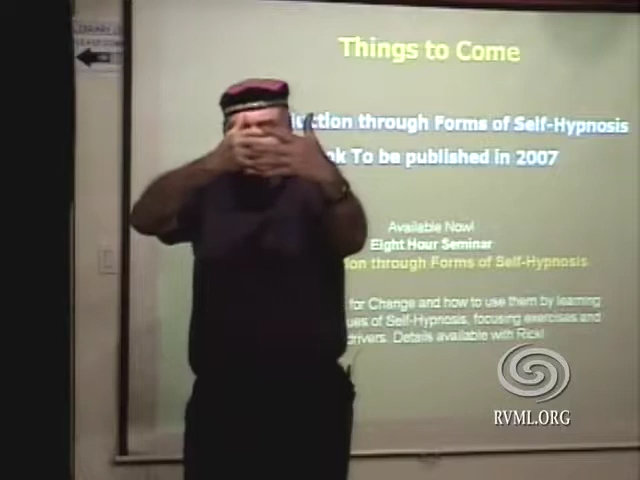 LIBRARY
Things to Come
uction through Forms of Self-Hypnosis
ok To be published in 2007
Available Now!
Eight Hour Seminar
tion through Forms of Self-Hypnosis
for Change and how to use them by learning
ues of Self-Hypnosis, focusing exercises and
drivers. Details available with Rick!
RVML.ORG